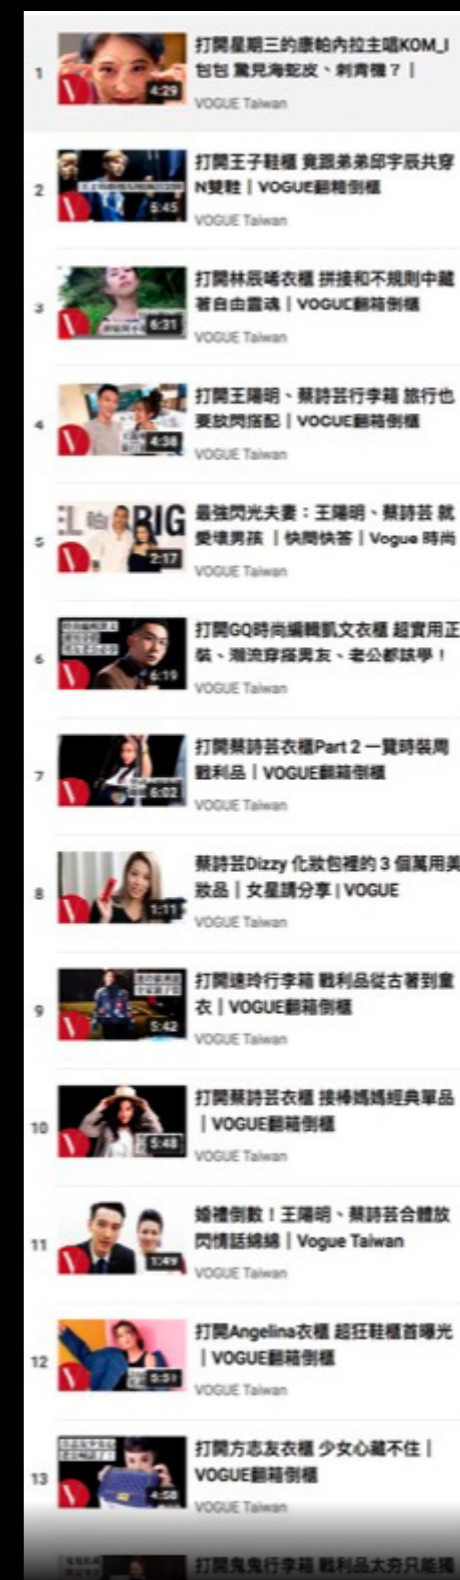 1
打開星期三的康帕內拉主唱KOM_I
包包 驚見海蛇皮、刺青機？｜
VOGUE Taiwan
4:29
2
打開王子鞋櫃 竟跟弟弟邱宇辰共穿
N雙鞋｜VOGUE翻箱倒櫃
VOGUE Taiwan
5:45
3
打開林辰唏衣櫃 拼接和不規則中藏
著自由靈魂｜VOGUE翻箱倒櫃
VOGUE Taiwan
6:31
4
打開王陽明、蔡詩芸行李箱 旅行也
要放閃搭配｜VOGUE翻箱倒櫃
VOGUE Taiwan
4:38
5
最強閃光夫妻：王陽明、蔡詩芸 就
愛壞男孩 ｜快問快答｜Vogue 時尚
VOGUE Taiwan
BIG
2:17
6
打開GQ時尚編輯凱文衣櫃 超實用正
裝、潮流穿搭男友、老公都該學！
VOGUE Taiwan
6:19
7
打開蔡詩芸衣櫃Part 2 一覽時裝周
戰利品｜VOGUE翻箱倒櫃
VOGUE Taiwan
6:02
8
蔡詩芸Dizzy 化妝包裡的 3 個萬用美
妝品｜女星請分享 | VOGUE
VOGUE Taiwan
1:11
9
打開速玲行李箱 戰利品從古著到童
衣｜VOGUE翻箱倒櫃
VOGUE Taiwan
5:42
10
打開蔡詩芸衣櫃 接棒媽媽經典單品
｜VOGUE翻箱倒櫃
VOGUE Taiwan
5:48
11
婚禮倒數！王陽明、蔡詩芸合體放
閃情話綿綿｜Vogue Taiwan
VOGUE Taiwan
1:49
12
打開Angelina衣櫃 超狂鞋櫃首曝光
｜VOGUE翻箱倒櫃
VOGUE Taiwan
5:51
13
打開方志友衣櫃 少女心藏不住｜
VOGUE翻箱倒櫃
VOGUE Taiwan
4:50
打開鬼鬼行李箱 戰利品太夯只能獨